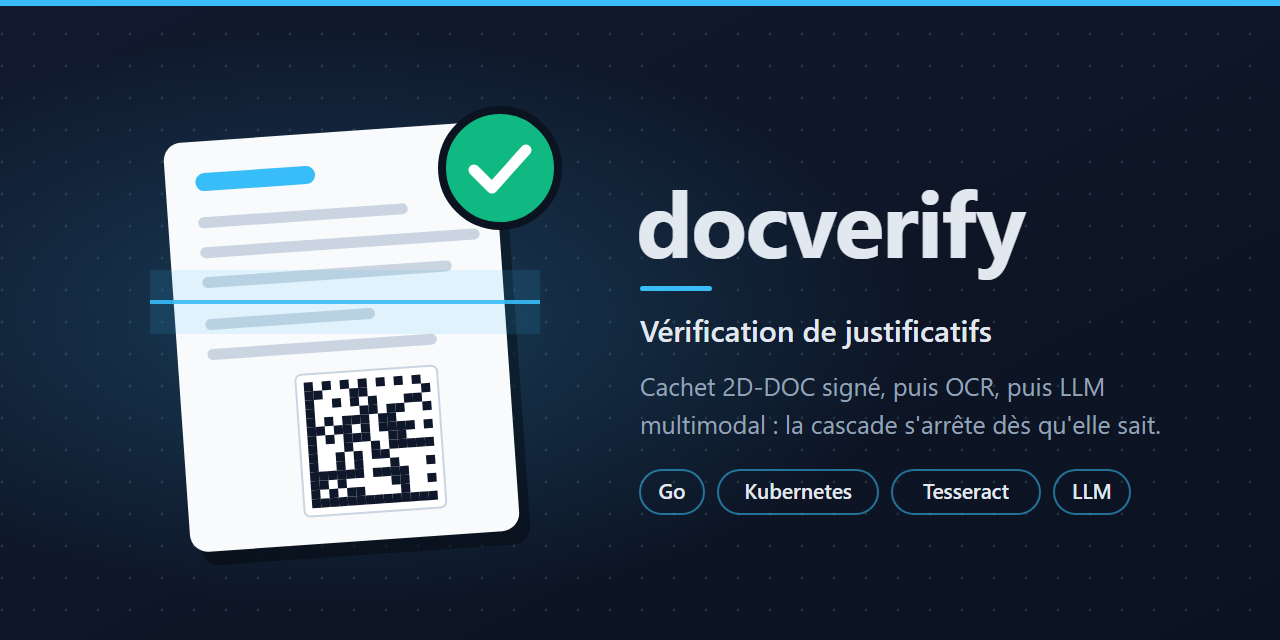 docverify
Vérification de justificatifs
Cachet 2D-DOC signé, puis OCR, puis LLM
multimodal : la cascade s'arrête dès qu'elle sait.
Go
Kubernetes
Tesseract
LLM